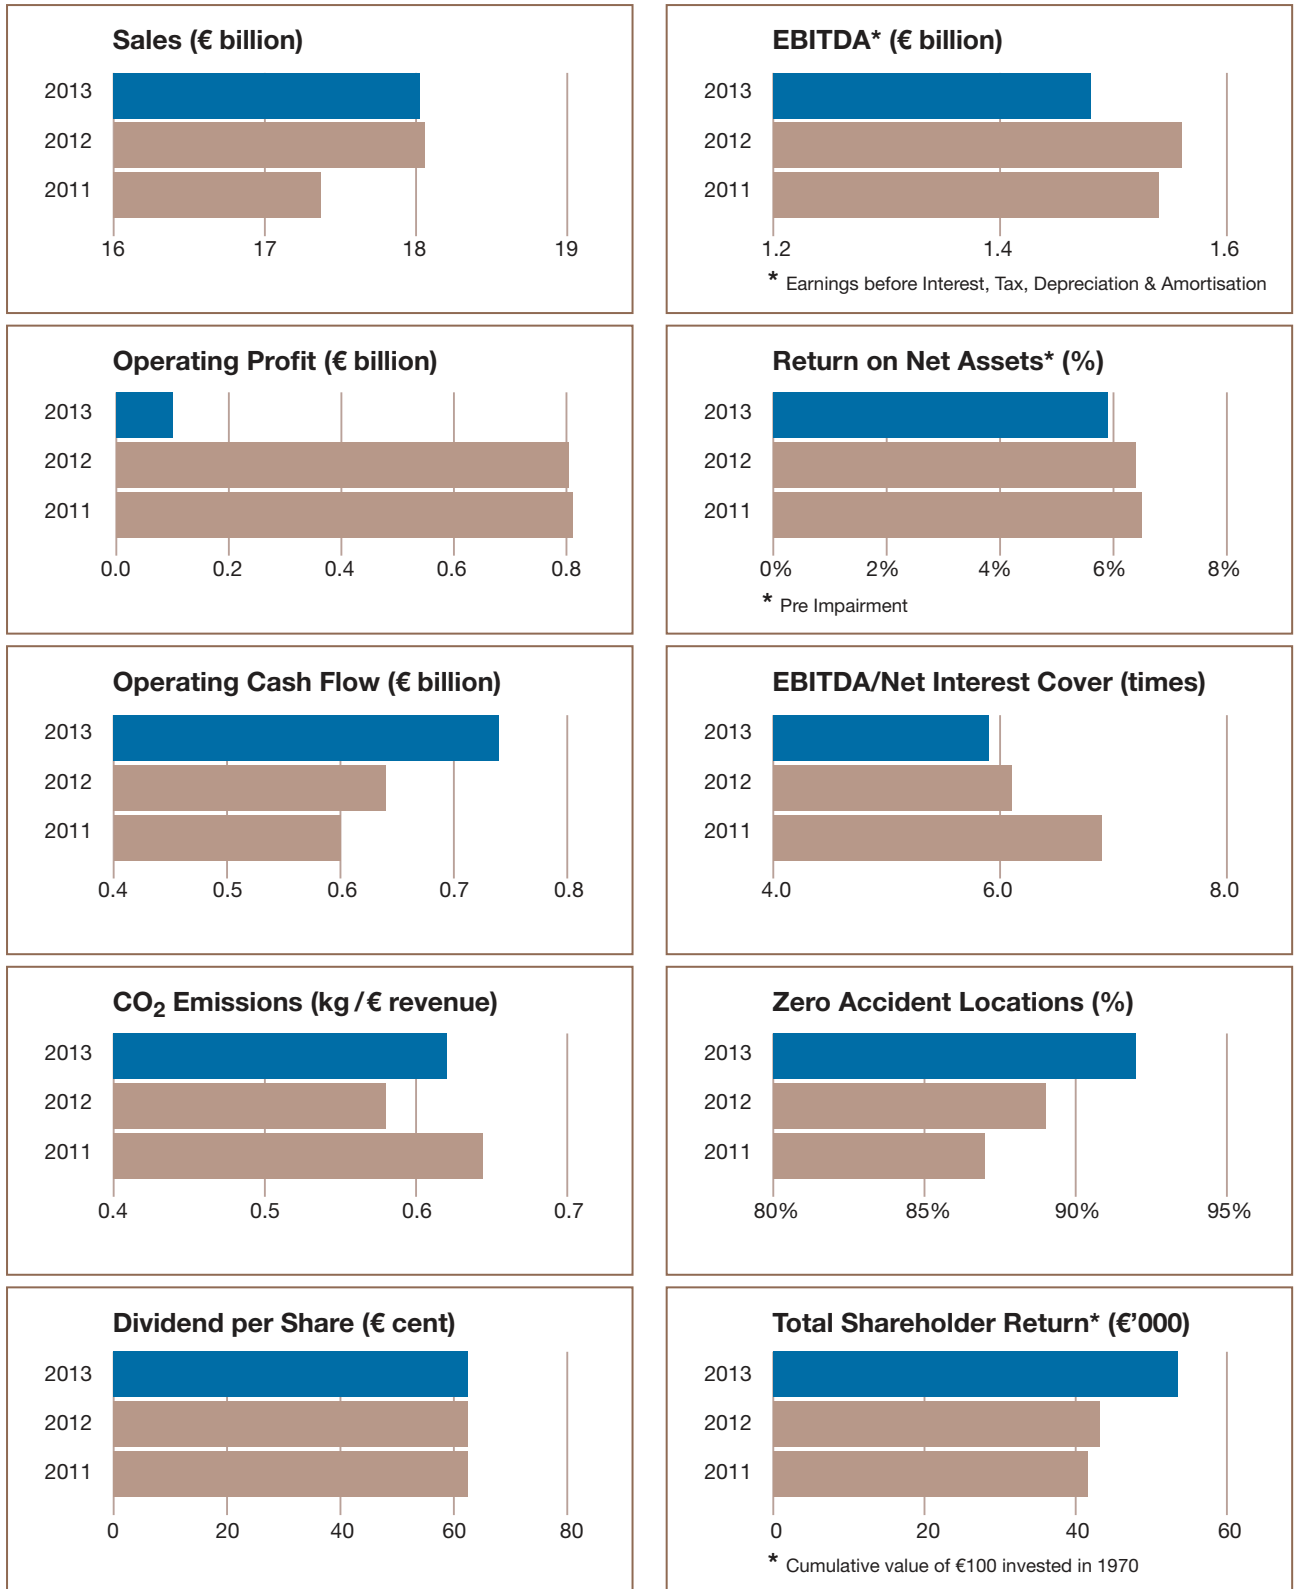 Sales (€ billion)
2013
2012
2011
16 17 18 19
EBITDA* (€ billion)
2013
2012
2011
1.2 1.4 1.6
* Earnings before Interest, Tax, Depreciation & Amortisation
Operating Profit (€ billion)
2013
2012
2011
0.0 0.2 0.4 0.6 0.8
Return on Net Assets* (%)
2013
2012
2011
0% 2% 4% 6% 8%
* Pre Impairment
Operating Cash Flow (€ billion)
2013
2012
2011
0.4 0.5 0.6 0.7 0.8
EBITDA/Net Interest Cover (times)
2013
2012
2011
4.0 6.0 8.0
CO₂ Emissions (kg/€ revenue)
2013
2012
2011
0.4 0.5 0.6 0.7
Zero Accident Locations (%)
2013
2012
2011
80% 85% 90% 95%
Dividend per Share (€ cent)
2013
2012
2011
0 20 40 60 80
Total Shareholder Return* (€’000)
2013
2012
2011
0 20 40 60
* Cumulative value of €100 invested in 1970